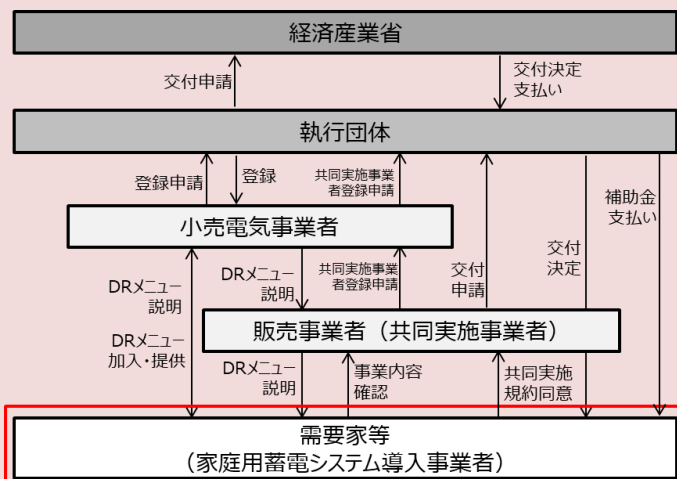 経済産業省
交付申請
交付決定
支払い
執行団体
登録申請
登録
共同実施事業
者登録申請
補助金
支払い
小売電気事業者
DRメニュー
説明
DRメニュー
加入・提供
DRメニュー
説明
共同実施事業
者登録申請
交付
申請
交付
決定
販売事業者（共同実施事業者）
DRメニュー
説明
事業内容
確認
共同実施
規約同意
需要家等
（家庭用蓄電システム導入事業者）